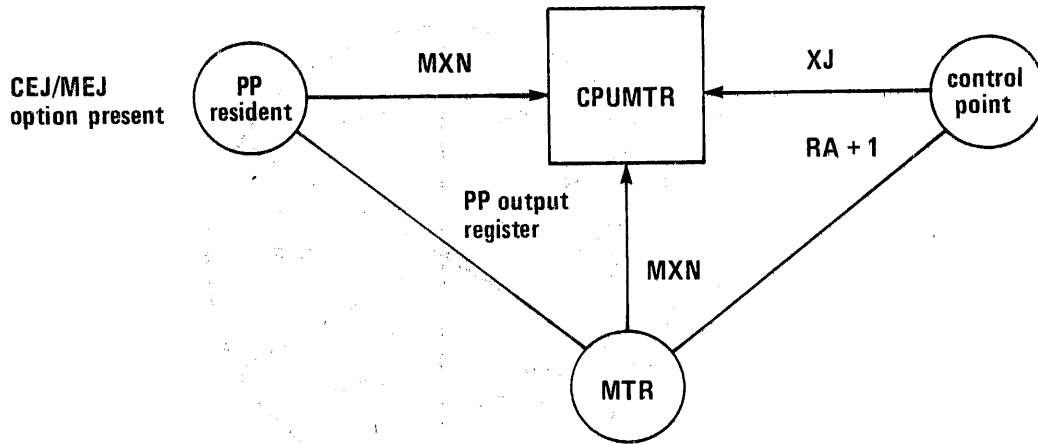 CEJ/MEJ
option present
PP
resident
MXN
CPUMTR
XJ
control
point
RA + 1
PP output
register
MXN
MTR